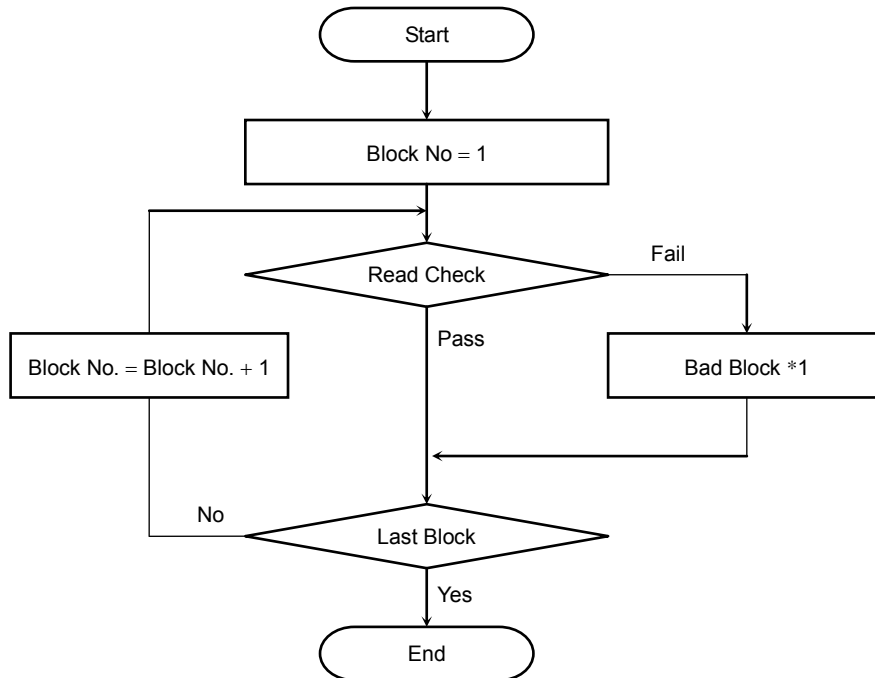 Start
Block No = 1
Read Check
Fail
Pass
Block No. = Block No. + 1
Bad Block *1
No
Last Block
Yes
End